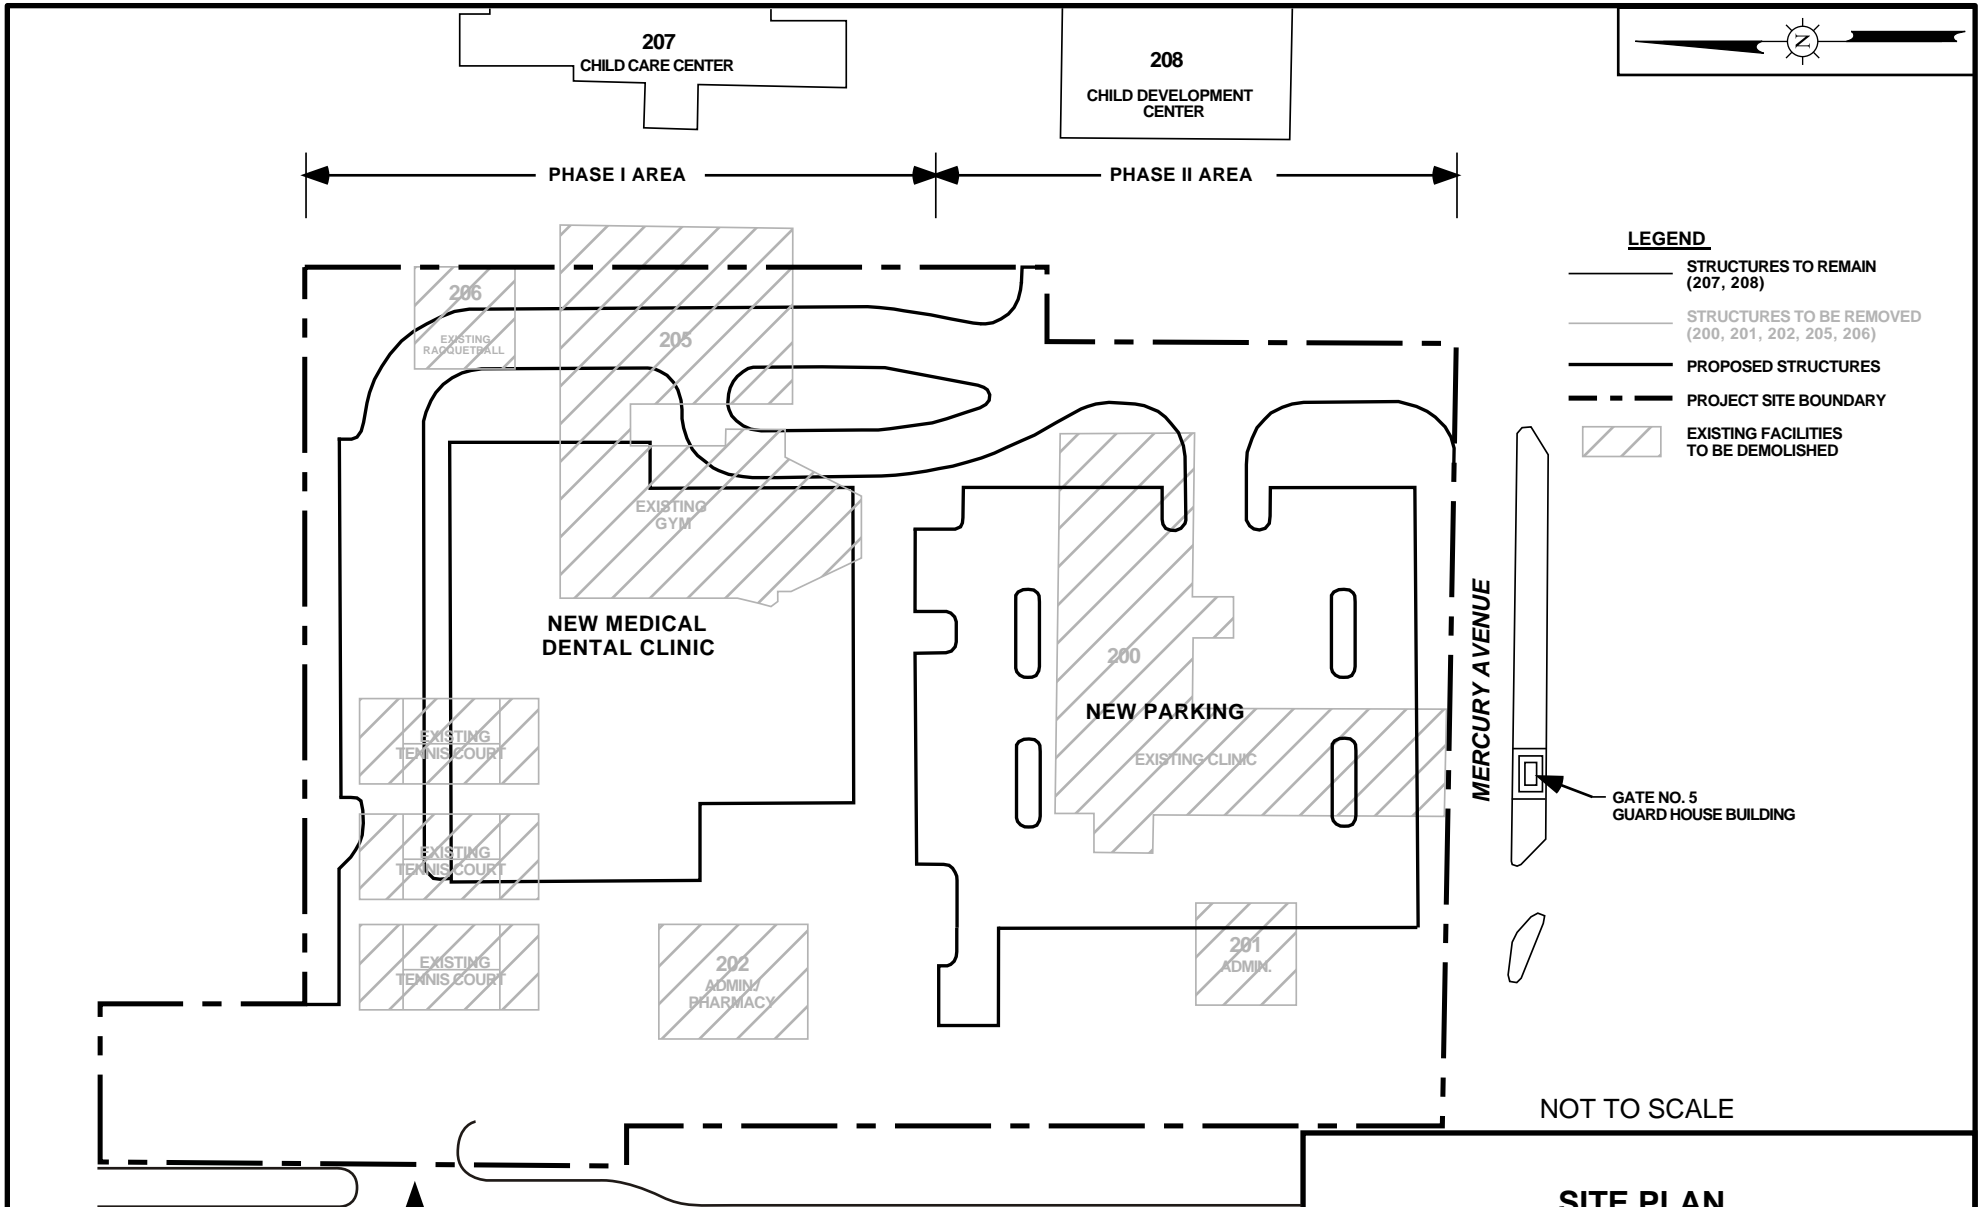 207
CHILD CARE CENTER
208
CHILD DEVELOPMENT
CENTER
N
PHASE I AREA
PHASE II AREA
LEGEND
STRUCTURES TO REMAIN
(207, 208)
STRUCTURES TO BE REMOVED
(200, 201, 202, 205, 206)
PROPOSED STRUCTURES
PROJECT SITE BOUNDARY
EXISTING FACILITIES
TO BE DEMOLISHED
206
EXISTING
RACQUETBALL
205
EXISTING
GYM
NEW MEDICAL
DENTAL CLINIC
200
NEW PARKING
EXISTING CLINIC
MERCURY AVENUE
GATE NO. 5
GUARD HOUSE BUILDING
EXISTING
TENNIS COURT
EXISTING
TENNIS COURT
EXISTING
TENNIS COURT
202
ADMIN./
PHARMACY
201
ADMIN.
NOT TO SCALE
SITE PLAN